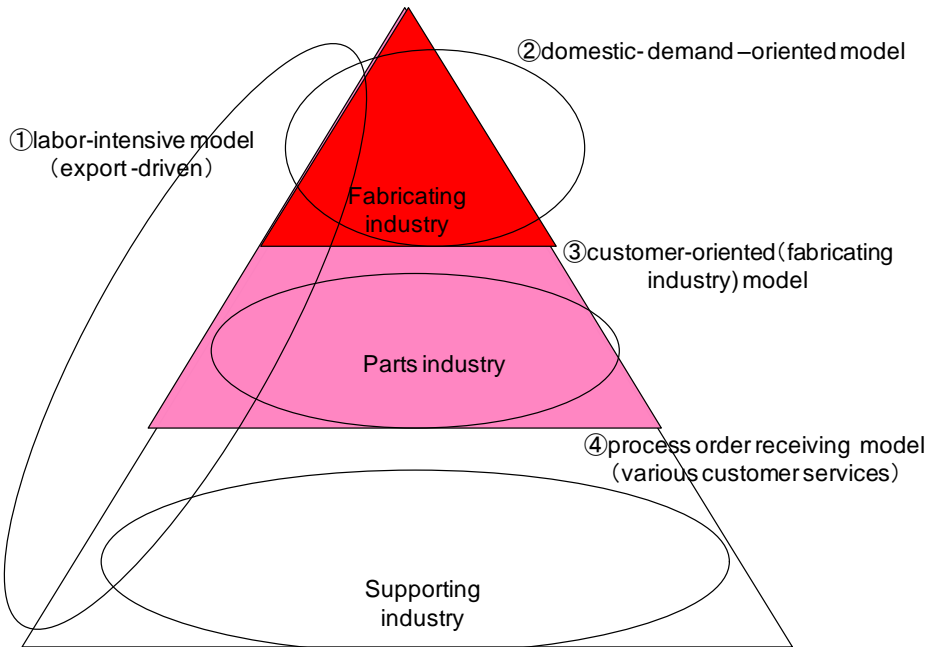 ②domestic- demand –oriented model
①labor-intensive model
（export -driven）
Fabricating
industry
③customer-oriented（fabricating
industry) model
Parts industry
④process order receiving model
（various customer services）
Supporting
industry